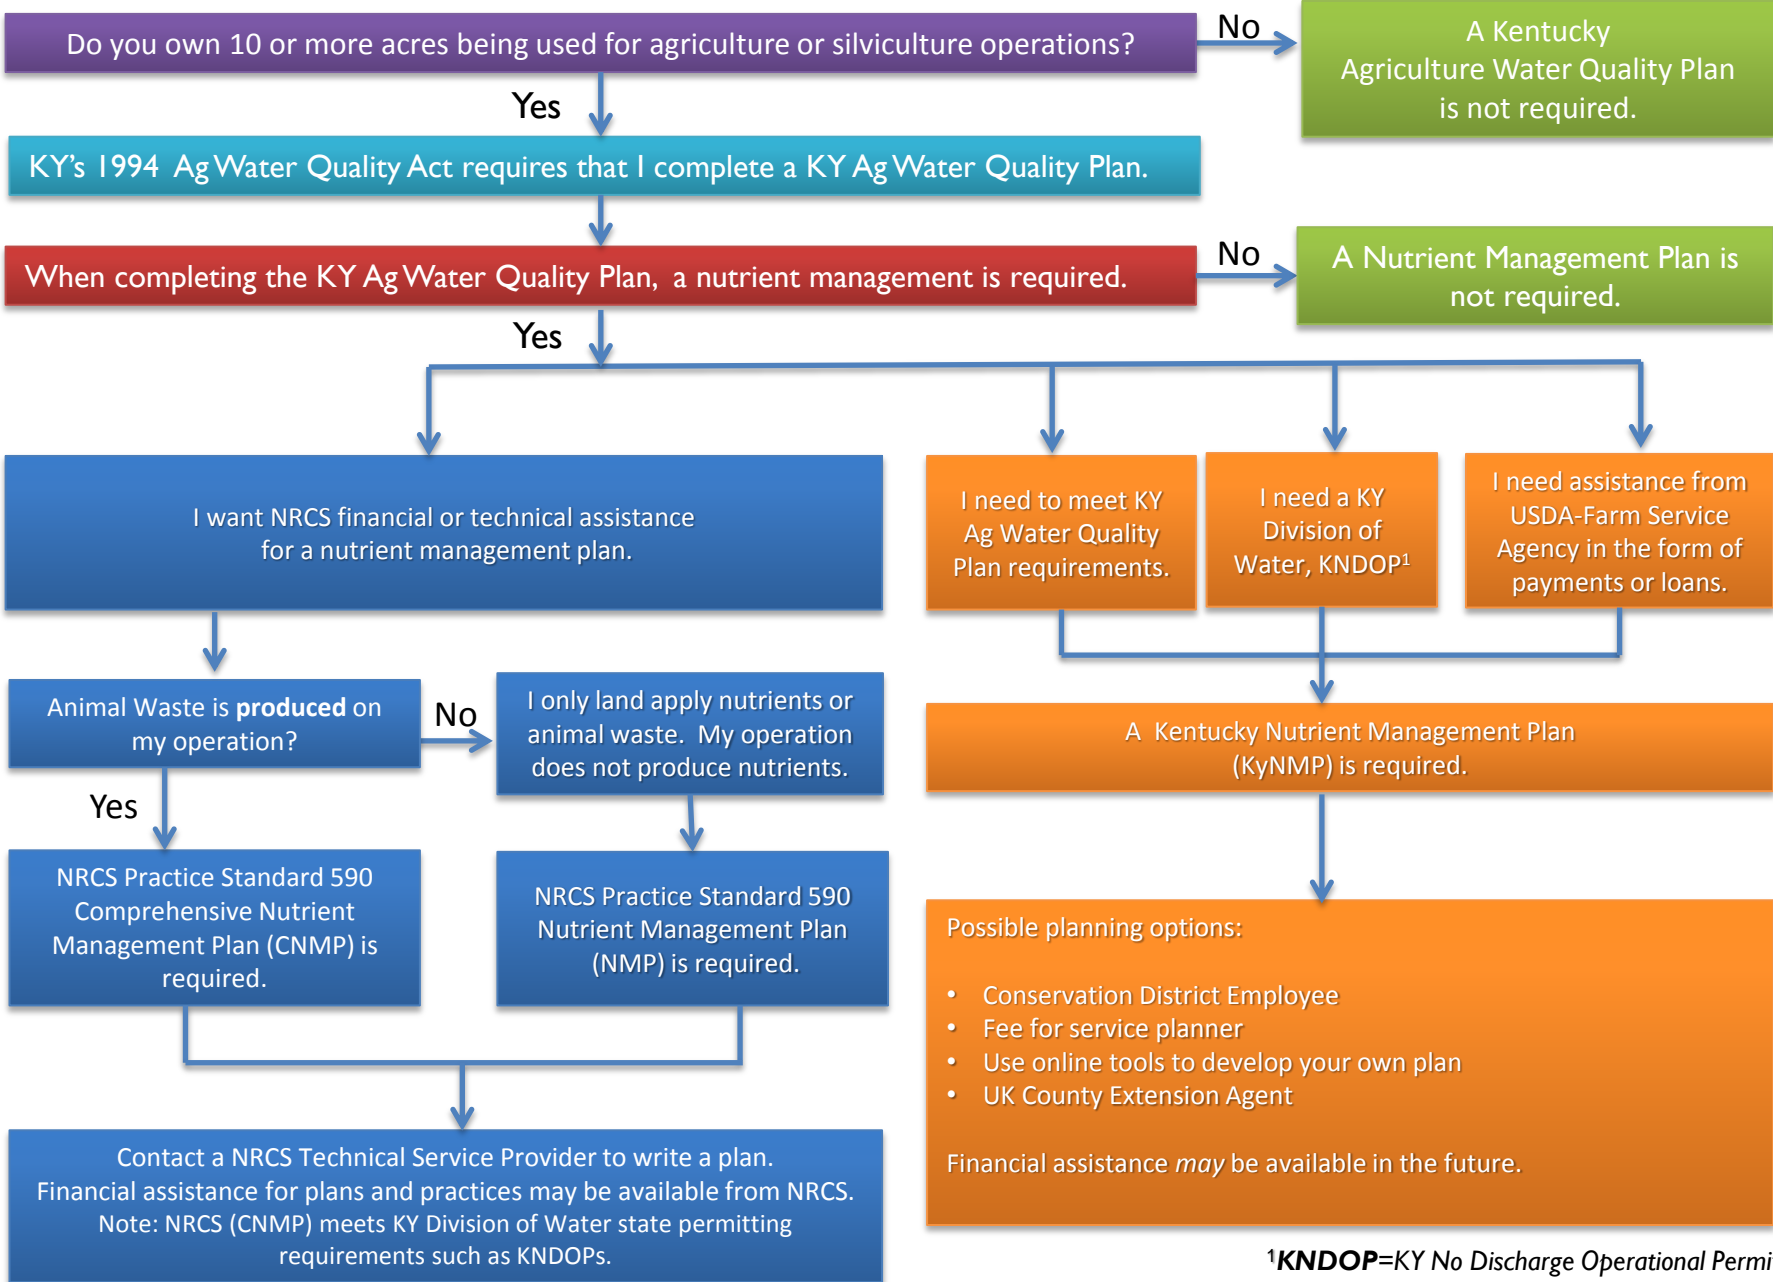 Do you own 10 or more acres being used for agriculture or silviculture operations?
No
A Kentucky
Agriculture Water Quality Plan
is not required.
Yes
KY's 1994 Ag Water Quality Act requires that I complete a KY Ag Water Quality Plan.
When completing the KY Ag Water Quality Plan, a nutrient management is required.
No
A Nutrient Management Plan is
not required.
Yes
I want NRCS financial or technical assistance
for a nutrient management plan.
I need to meet KY
Ag Water Quality
Plan requirements.
I need a KY
Division of
Water, KNDOP¹
I need assistance from
USDA-Farm Service
Agency in the form of
payments or loans.
Animal Waste is produced on
my operation?
No
I only land apply nutrients or
animal waste. My operation
does not produce nutrients.
A Kentucky Nutrient Management Plan
(KyNMP) is required.
Yes
NRCS Practice Standard 590
Comprehensive Nutrient
Management Plan (CNMP) is
required.
NRCS Practice Standard 590
Nutrient Management Plan
(NMP) is required.
Possible planning options:
• Conservation District Employee
• Fee for service planner
• Use online tools to develop your own plan
• UK County Extension Agent
Financial assistance may be available in the future.
Contact a NRCS Technical Service Provider to write a plan.
Financial assistance for plans and practices may be available from NRCS.
Note: NRCS (CNMP) meets KY Division of Water state permitting
requirements such as KNDOPs.
¹KNDOP=KY No Discharge Operational Permi